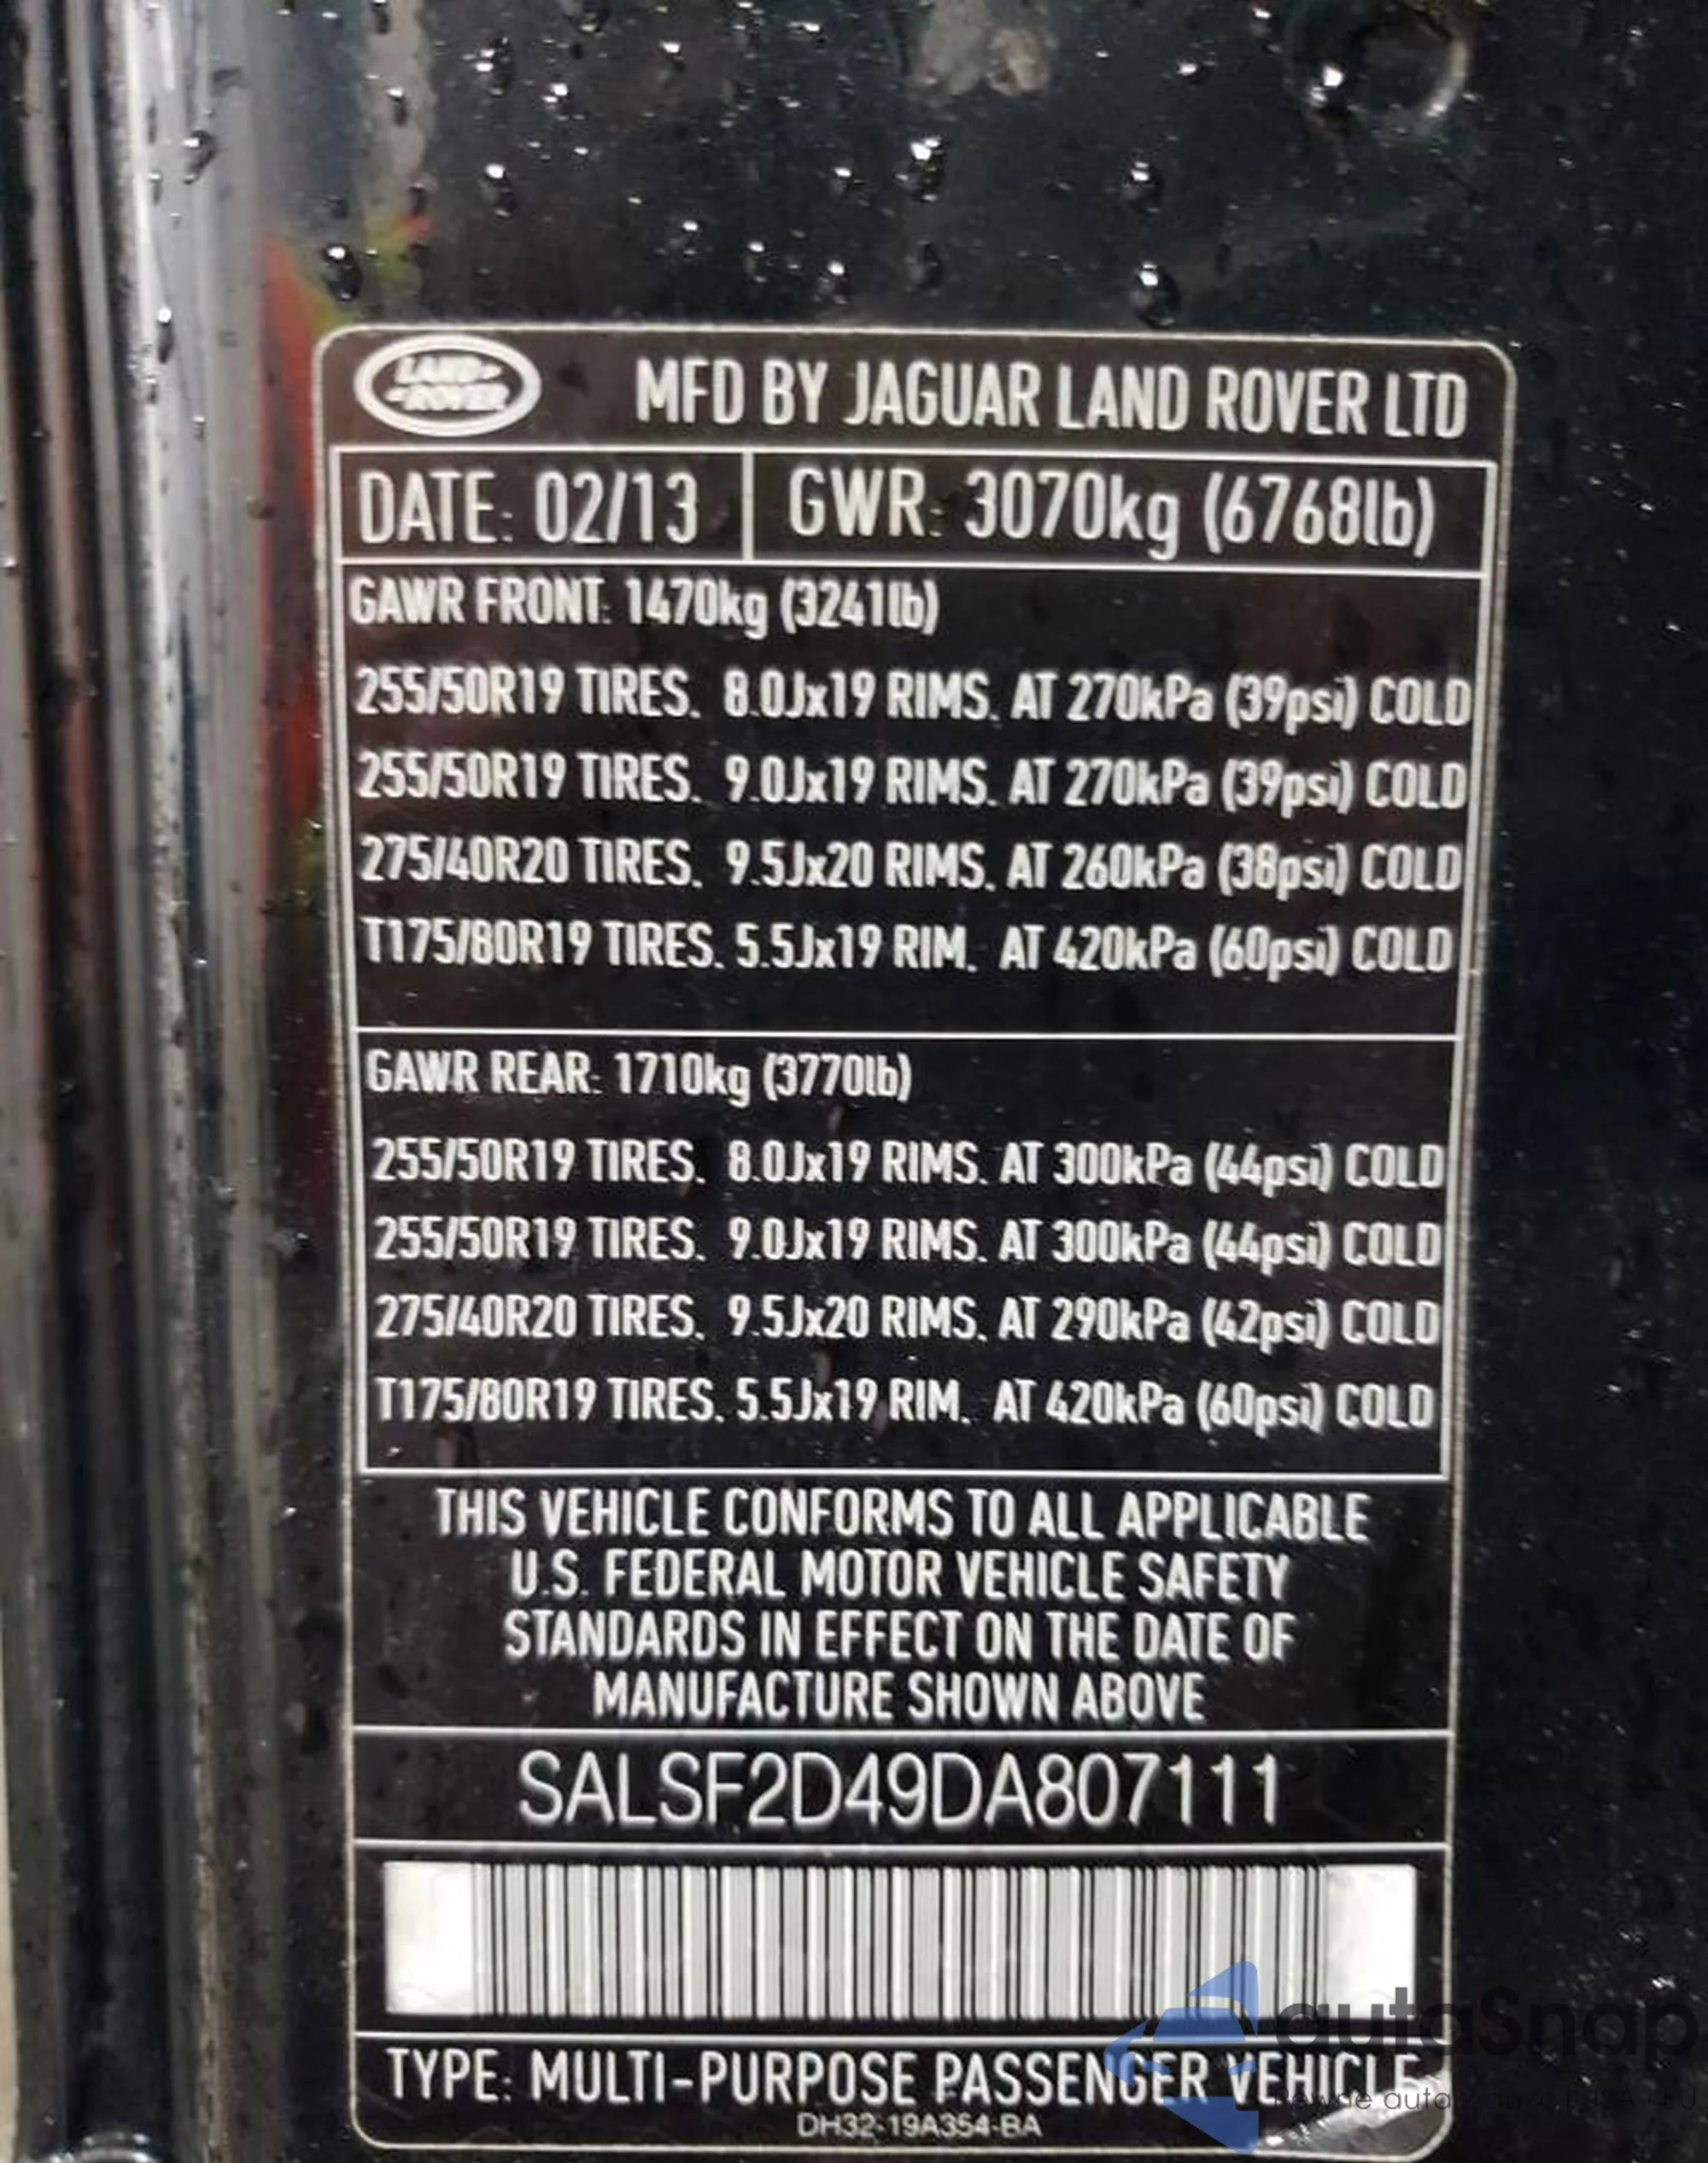 LAND-
-ROVER
MFD BY JAGUAR LAND ROVER LTD
DATE: 02/13
GWR: 3070kg (6768lb)
GAWR FRONT: 1470kg (3241lb)
255/50R19 TIRES. 8.0Jx19 RIMS. AT 270kPa (39psi) COLD
255/50R19 TIRES. 9.0Jx19 RIMS. AT 270kPa (39psi) COLD
275/40R20 TIRES. 9.5Jx20 RIMS. AT 260kPa (38psi) COLD
T175/80R19 TIRES. 5.5Jx19 RIM. AT 420kPa (60psi) COLD
GAWR REAR: 1710kg (3770lb)
255/50R19 TIRES. 8.0Jx19 RIMS. AT 300kPa (44psi) COLD
255/50R19 TIRES. 9.0Jx19 RIMS. AT 300kPa (44psi) COLD
275/40R20 TIRES. 9.5Jx20 RIMS. AT 290kPa (42psi) COLD
T175/80R19 TIRES. 5.5Jx19 RIM. AT 420kPa (60psi) COLD
THIS VEHICLE CONFORMS TO ALL APPLICABLE
U.S. FEDERAL MOTOR VEHICLE SAFETY
STANDARDS IN EFFECT ON THE DATE OF
MANUFACTURE SHOWN ABOVE
SALSF2D49DA807111
autaSnap
TYPE: MULTI-PURPOSE PASSENGER VEHICLE
DH32-19A354-BA